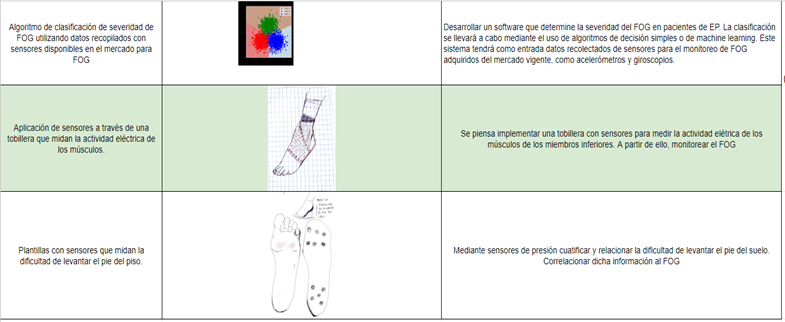 Algoritmo de clasificación de severidad de
FOG utilizando datos recopilados con
sensores disponibles en el mercado para
FOG
Desarrollar un software que determine la severidad del FOG en pacientes de EP. La clasificación
se llevará a cabo mediante el uso de algoritmos de decisión simples o de machine learning. Este
sistema tendrá como entrada datos recolectados de sensores para el monitoreo de FOG
adquiridos del mercado vigente, como acelerómetros y giroscopios.
Aplicación de sensores a través de una
tobillera que midan la actividad eléctrica de
los músculos.
Se piensa implementar una tobillera con sensores para medir la actividad elétrica de los
músculos de los miembros inferiores. A partir de ello, monitorear el FOG
Plantillas con sensores que midan la
dificultad de levantar el pie del piso.
Mediante sensores de presión cuatificar y relacionar la dificultad de levantar el pie del suelo.
Correlacionar dicha información al FOG